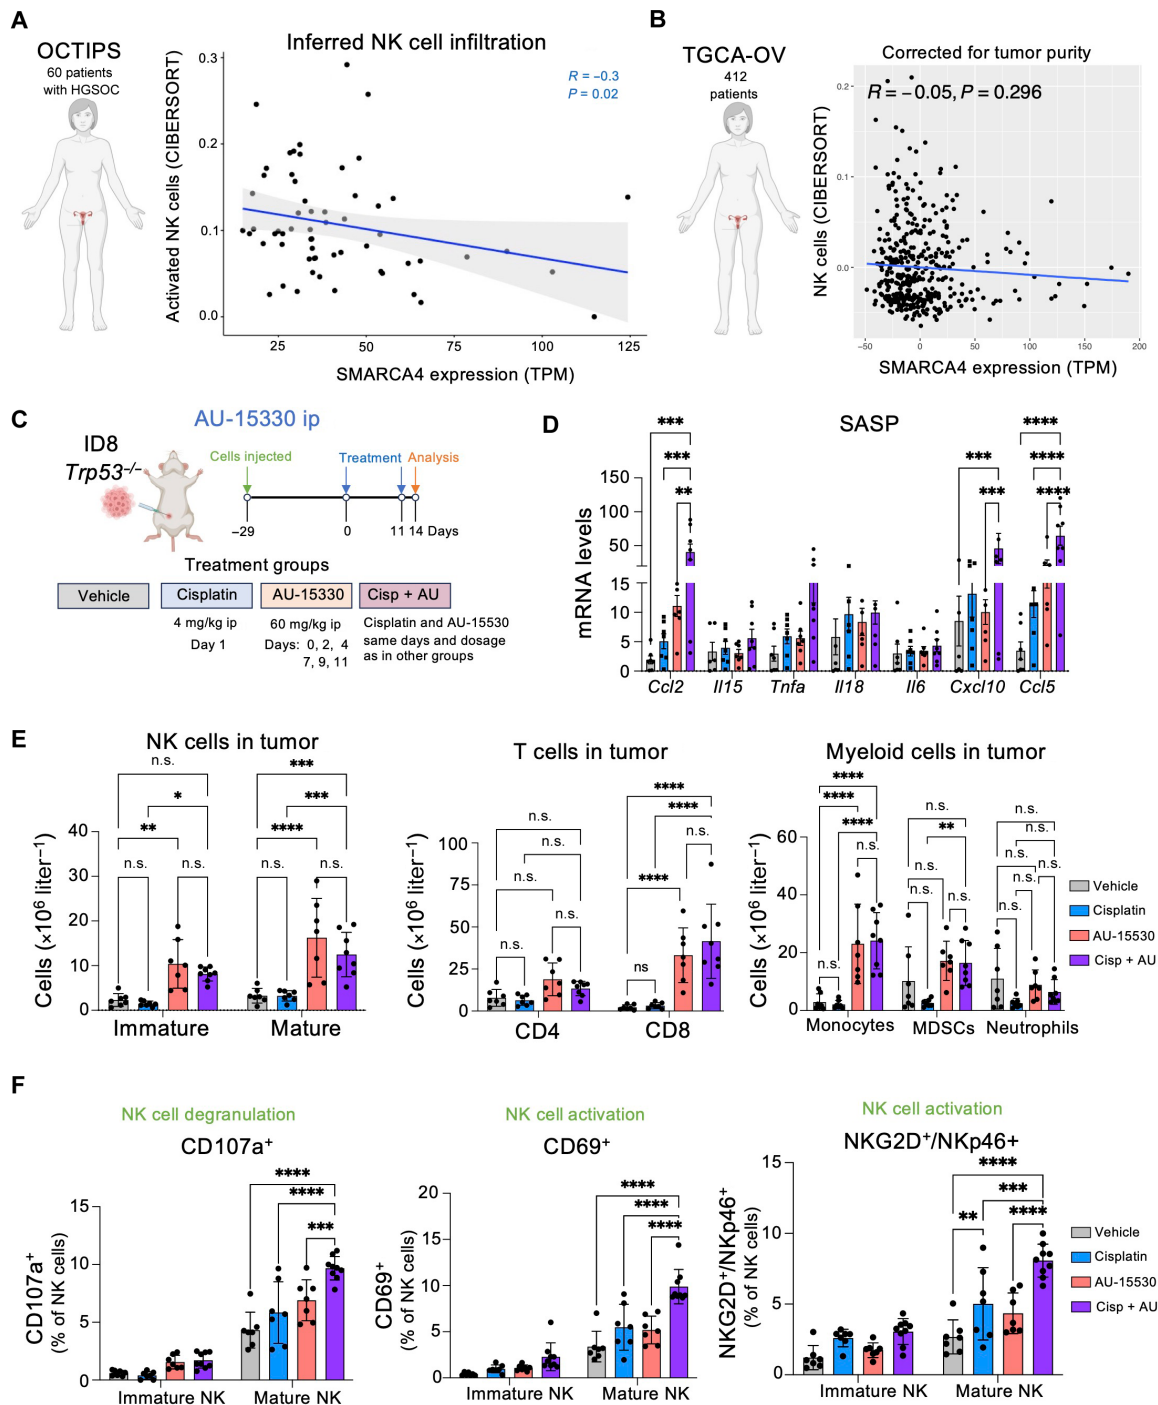 A
OCTIPS
60 patients
with HGSOC
Inferred NK cell infiltration
R = −0.3
P = 0.02
Activated NK cells (CIBERSORT)
0.3
0.2
0.1
0.0
25 50 75 100 125
SMARCA4 expression (TPM)
B
TGCA-OV
412
patients
Corrected for tumor purity
R = −0.05, P = 0.296
NK cells (CIBERSORT)
0.2
0.1
0.0
−50 0 50 100 150 200
SMARCA4 expression (TPM)
C
AU-15330 ip
ID8
Trp53−/−
Cells injected
Treatment
Analysis
−29 0 11 14 Days
Treatment groups
Vehicle
Cisplatin
AU-15330
Cisp + AU
4 mg/kg ip
Day 1
60 mg/kg ip
Days: 0, 2, 4
7, 9, 11
Cisplatin and AU-15530
same days and dosage
as in other groups
D
SASP
*** *** ** *** *** **** **** ****
mRNA levels
150
100
50
15
10
5
0
Ccl2 Il15 Tnfa Il18 Il6 Cxcl10 Ccl5
E
NK cells in tumor
n.s. * ** n.s. n.s.
*** *** **** n.s. n.s.
Cells (×10⁶ liter⁻¹)
40
30
20
10
0
Immature Mature
T cells in tumor
n.s. n.s. n.s. n.s. n.s.
**** **** n.s. **** ns
Cells (×10⁶ liter⁻¹)
100
75
50
25
0
CD4 CD8
Myeloid cells in tumor
**** **** **** n.s. n.s.
n.s. ** n.s. n.s. n.s.
n.s. n.s. n.s. n.s. n.s. n.s.
Cells (×10⁶ liter⁻¹)
60
40
20
0
Monocytes MDSCs Neutrophils
Vehicle
Cisplatin
AU-15530
Cisp + AU
F
NK cell degranulation
CD107a⁺
**** **** ***
CD107a⁺
(% of NK cells)
15
10
5
0
Immature NK Mature NK
NK cell activation
CD69⁺
**** **** ****
CD69⁺
(% of NK cells)
20
15
10
5
0
Immature NK Mature NK
NK cell activation
NKG2D⁺/NKp46+
**** *** **** **
NKG2D⁺/NKp46⁺
(% of NK cells)
15
10
5
0
Immature NK Mature NK
Vehicle
Cisplatin
AU-15530
Cisp + AU